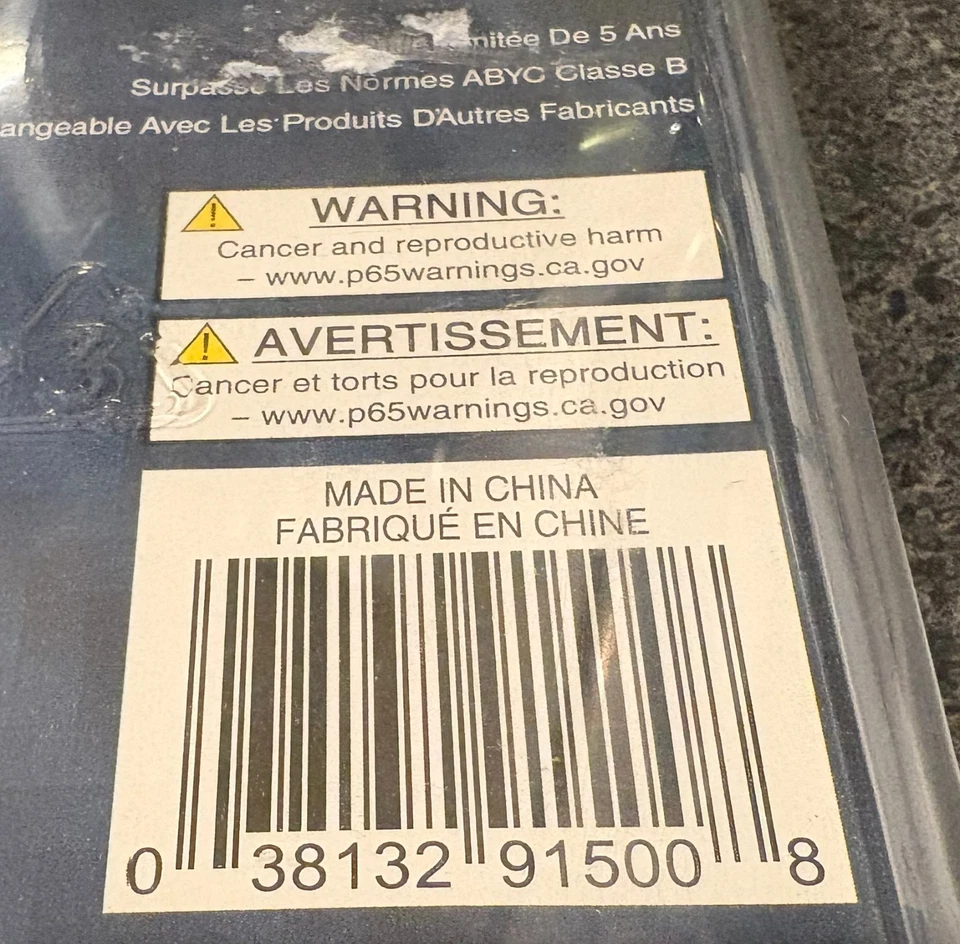 mitée De 5 Ans
Surpasse Les Normes ABYC Classe B
angeable Avec Les Produits D'Autres Fabricants
WARNING:
Cancer and reproductive harm
– www.p65warnings.ca.gov
AVERTISSEMENT:
Cancer et torts pour la reproduction
– www.p65warnings.ca.gov
MADE IN CHINA
FABRIQUÉ EN CHINE
0 38132 91500 8